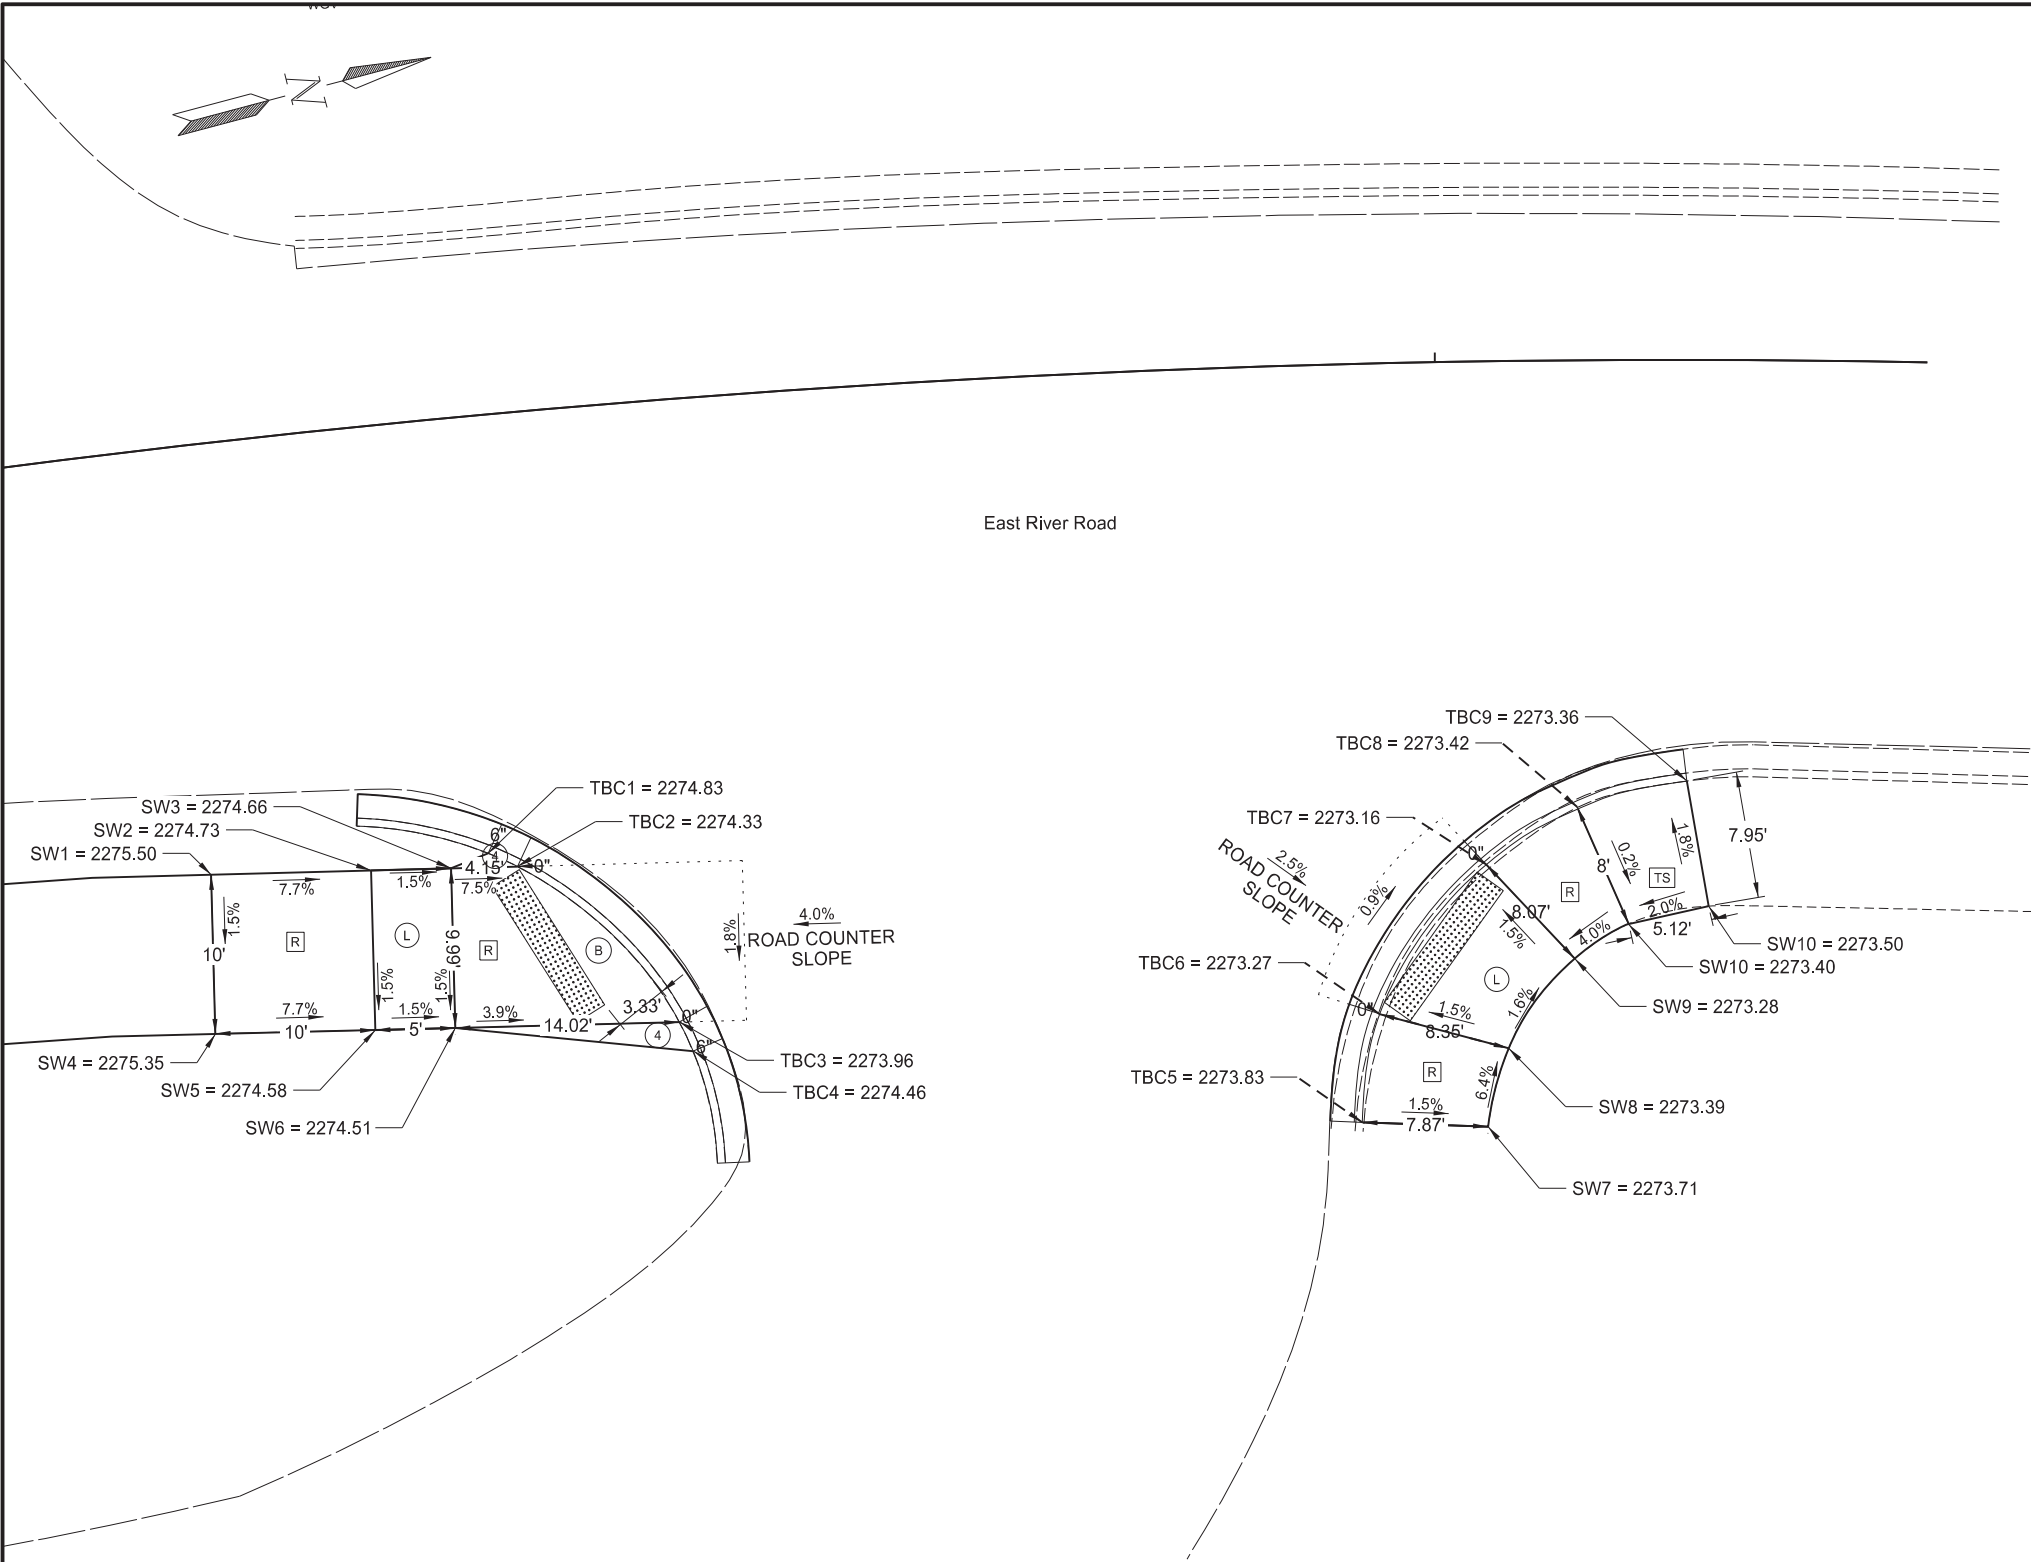 N
East River Road
TBC1 = 2274.83
TBC2 = 2274.33
SW3 = 2274.66
SW2 = 2274.73
SW1 = 2275.50
6"
4
4.15'
0"
7.7%
1.5%
7.5%
1.5%
10'
R
L
9.99'
R
B
1.8%
4.0%
ROAD COUNTER
SLOPE
1.5%
1.5%
7.7%
10'
1.5%
5'
3.9%
14.02'
3.33'
0"
4
6"
SW4 = 2275.35
SW5 = 2274.58
SW6 = 2274.51
TBC3 = 2273.96
TBC4 = 2274.46
TBC9 = 2273.36
TBC8 = 2273.42
TBC7 = 2273.16
2.5%
ROAD COUNTER
SLOPE
0.9%
0"
8.07'
1.5%
R
8'
0.2%
TS
1.8%
7.95'
2.0%
5.12'
4.0%
SW10 = 2273.50
SW10 = 2273.40
SW9 = 2273.28
TBC6 = 2273.27
0"
L
1.6%
1.5%
8.35'
TBC5 = 2273.83
R
6.4%
1.5%
7.87'
SW8 = 2273.39
SW7 = 2273.71